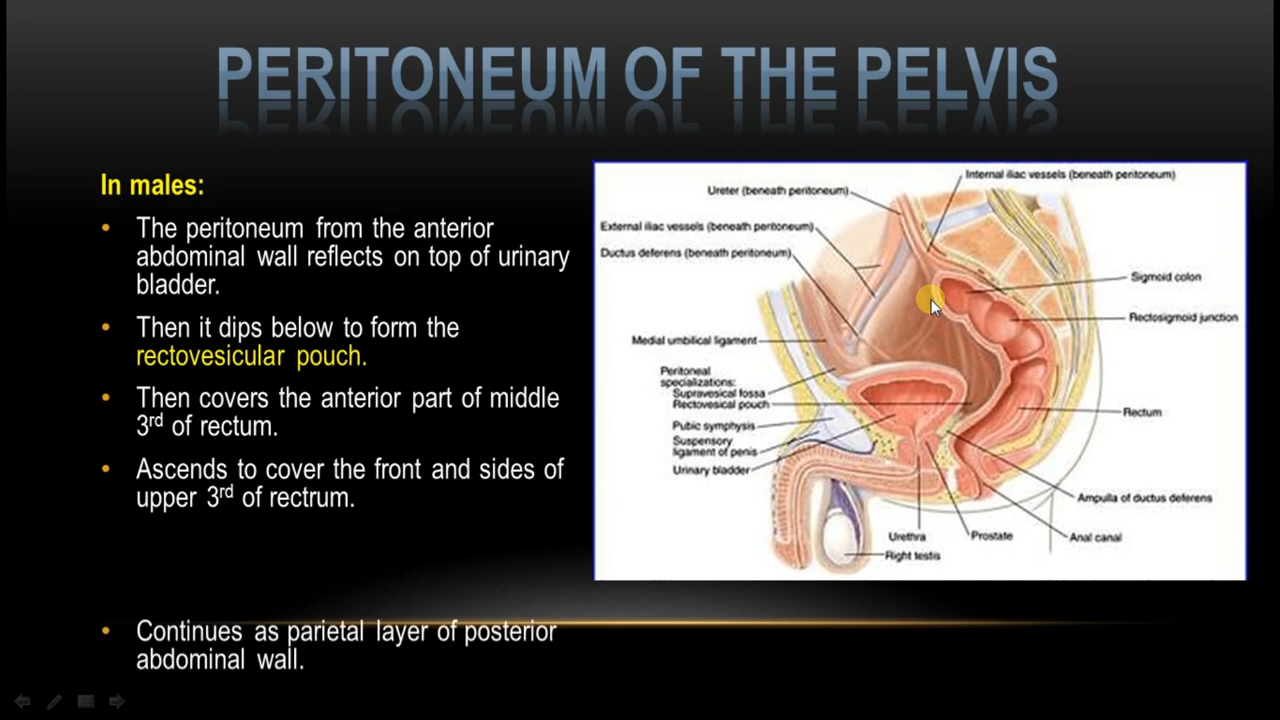 PERITONEUM OF THE PELVIS
In males:
• The peritoneum from the anterior
abdominal wall reflects on top of urinary
bladder.
• Then it dips below to form the
rectovesicular pouch.
• Then covers the anterior part of middle
3rd of rectum.
• Ascends to cover the front and sides of
upper 3rd of rectrum.
• Continues as parietal layer of posterior
abdominal wall.
Internal iliac vessels (beneath peritoneum)
Ureter (beneath peritoneum)
External iliac vessels (beneath peritoneum)
Ductus deferens (beneath peritoneum)
Sigmoid colon
Rectosigmoid junction
Medial umbilical ligament
Peritoneal
specializations:
Supravesical fossa
Rectovesical pouch
Rectum
Pubic symphysis
Suspensory
ligament of penis
Urinary bladder
Ampulla of ductus deferens
Urethra
Prostate
Anal canal
Right testis